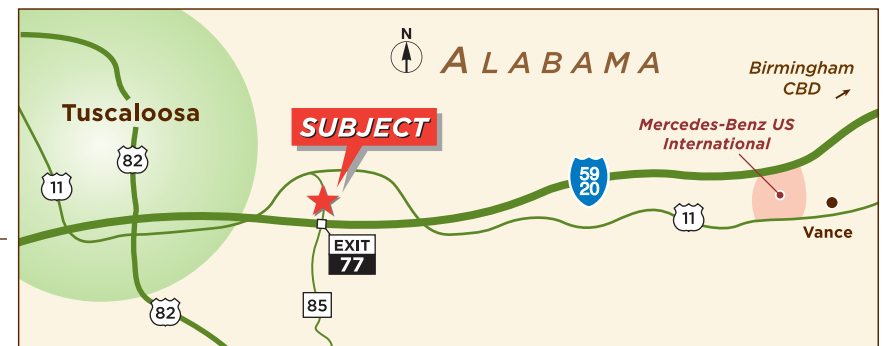 N
ALABAMA
Birmingham
CBD
Tuscaloosa
SUBJECT
Mercedes-Benz US
International
82
11
59
20
11
Vance
EXIT
77
85
82